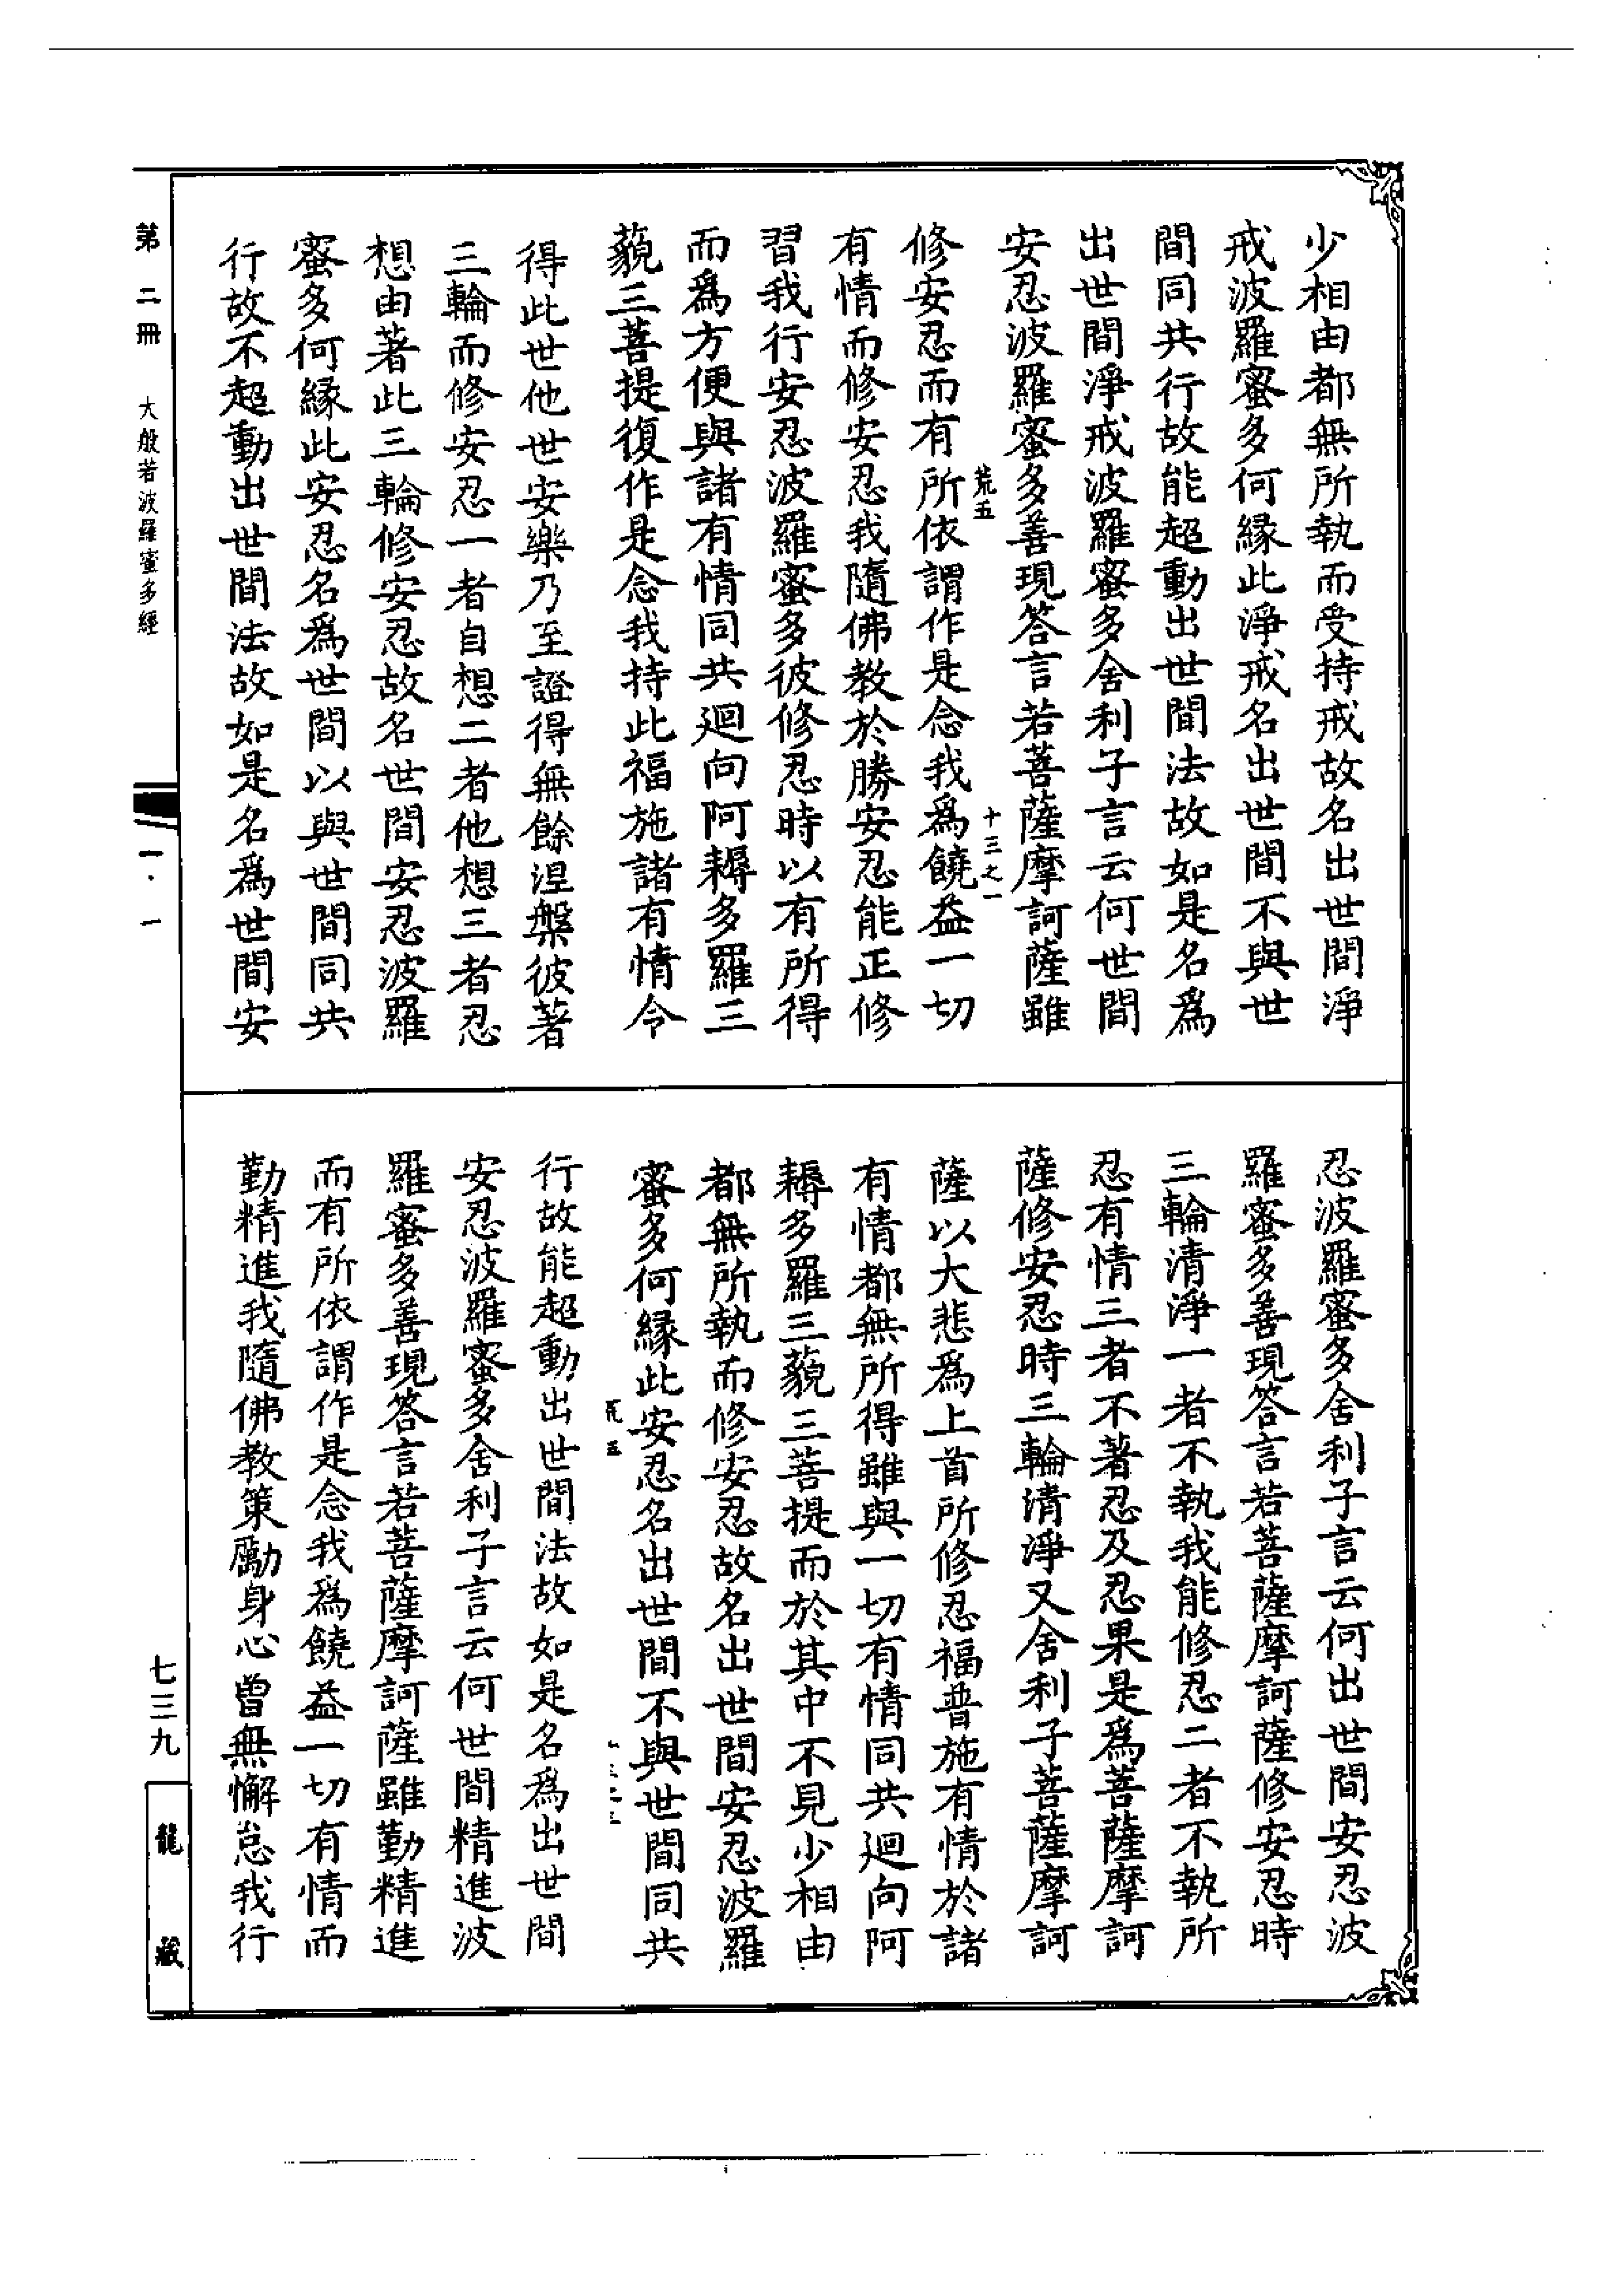 少相由都無所執而受持戒故名出世間淨
戒波羅蜜多何緣此淨戒名出世間不與世
間同共行故能超動出世間法故如是名為
出世間淨戒波羅蜜多舍利子言云何世間
安忍波羅蜜多善現答言若菩薩摩訶薩雖
荒五
十三之一
修安忍而有所依謂作是念我為饒益一切
有情而修安忍我隨佛教於勝安忍能正修
習我行安忍波羅蜜多彼修忍時以有所得
而為方便與諸有情同共迴向阿耨多羅三
藐三菩提復作是念我持此福施諸有情令
得此世他世安樂乃至證得無餘涅槃彼著
三輪而修安忍一者自想二者他想三者忍
想由著此三輪修安忍故名世間安忍波羅
蜜多何緣此安忍名為世間以與世間同共
行故不超動出世間法故如是名為世間安
忍波羅蜜多舍利子言云何出世間安忍波
羅蜜多善現答言若菩薩摩訶薩修安忍時
三輪清淨一者不執我能修忍二者不執所
忍有情三者不著忍及忍果是為菩薩摩訶
薩修安忍時三輪清淨又舍利子菩薩摩訶
薩以大悲為上首所修忍福普施有情於諸
有情都無所得雖與一切有情同共迴向阿
耨多羅三藐三菩提而於其中不見少相由
都無所執而修安忍故名出世間安忍波羅
蜜多何緣此安忍名出世間不與世間同共
行故能超動出世間法故如是名為出世間
安忍波羅蜜多舍利子言云何世間精進波
羅蜜多善現答言若菩薩摩訶薩雖勤精進
而有所依謂作是念我為饒益一切有情而
勤精進我隨佛教策勵身心曾無懈怠我行
第二冊 大般若波羅蜜多經
一·一
七三九
龍藏